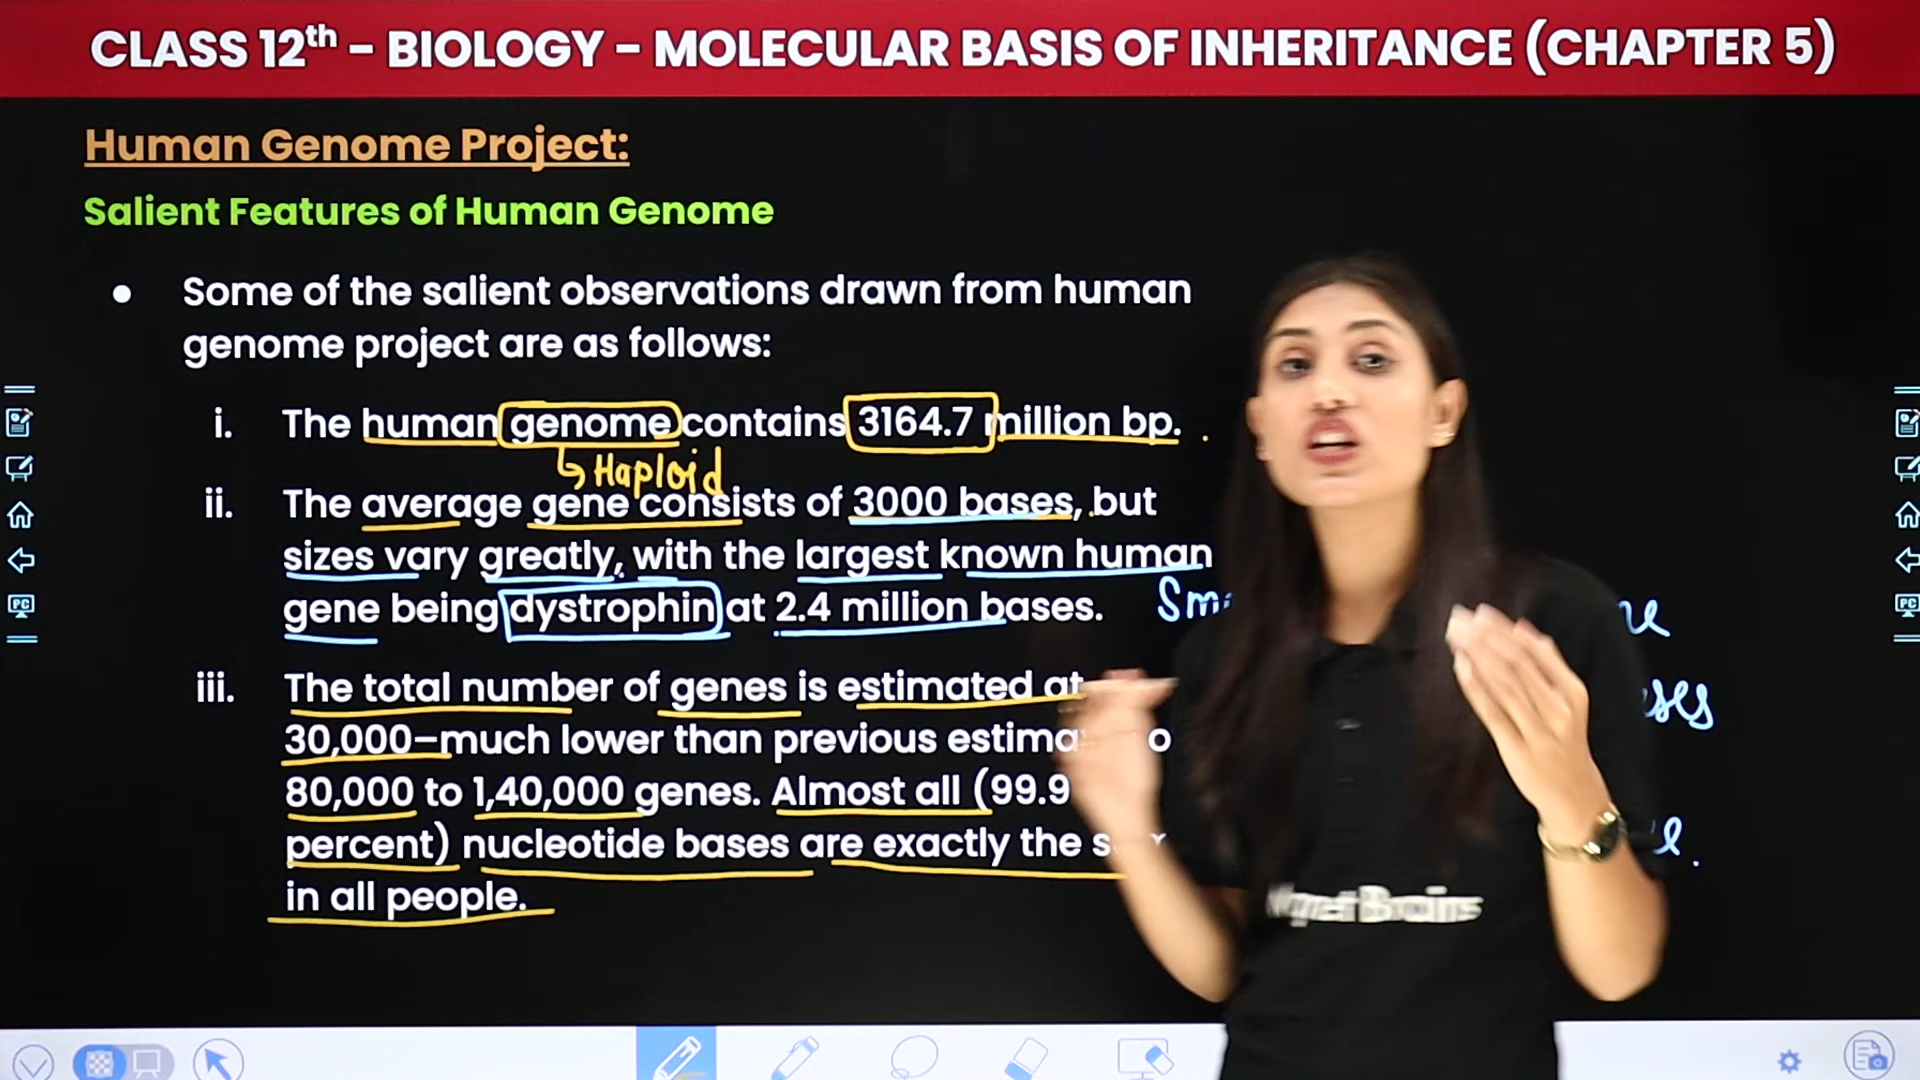 CLASS 12th – BIOLOGY – MOLECULAR BASIS OF INHERITANCE (CHAPTER 5)
Human Genome Project:
Salient Features of Human Genome
• Some of the salient observations drawn from human
genome project are as follows:
i. The human genome contains 3164.7 million bp.
↳ Haploid
ii. The average gene consists of 3000 bases, but
sizes vary greatly, with the largest known human
gene being dystrophin at 2.4 million bases.
iii. The total number of genes is estimated at
30,000–much lower than previous
80,000 to 1,40,000 genes. Almost all (99.9
percent) nucleotide bases are exactly the
in all people.
Magnet Brains
PC
PC